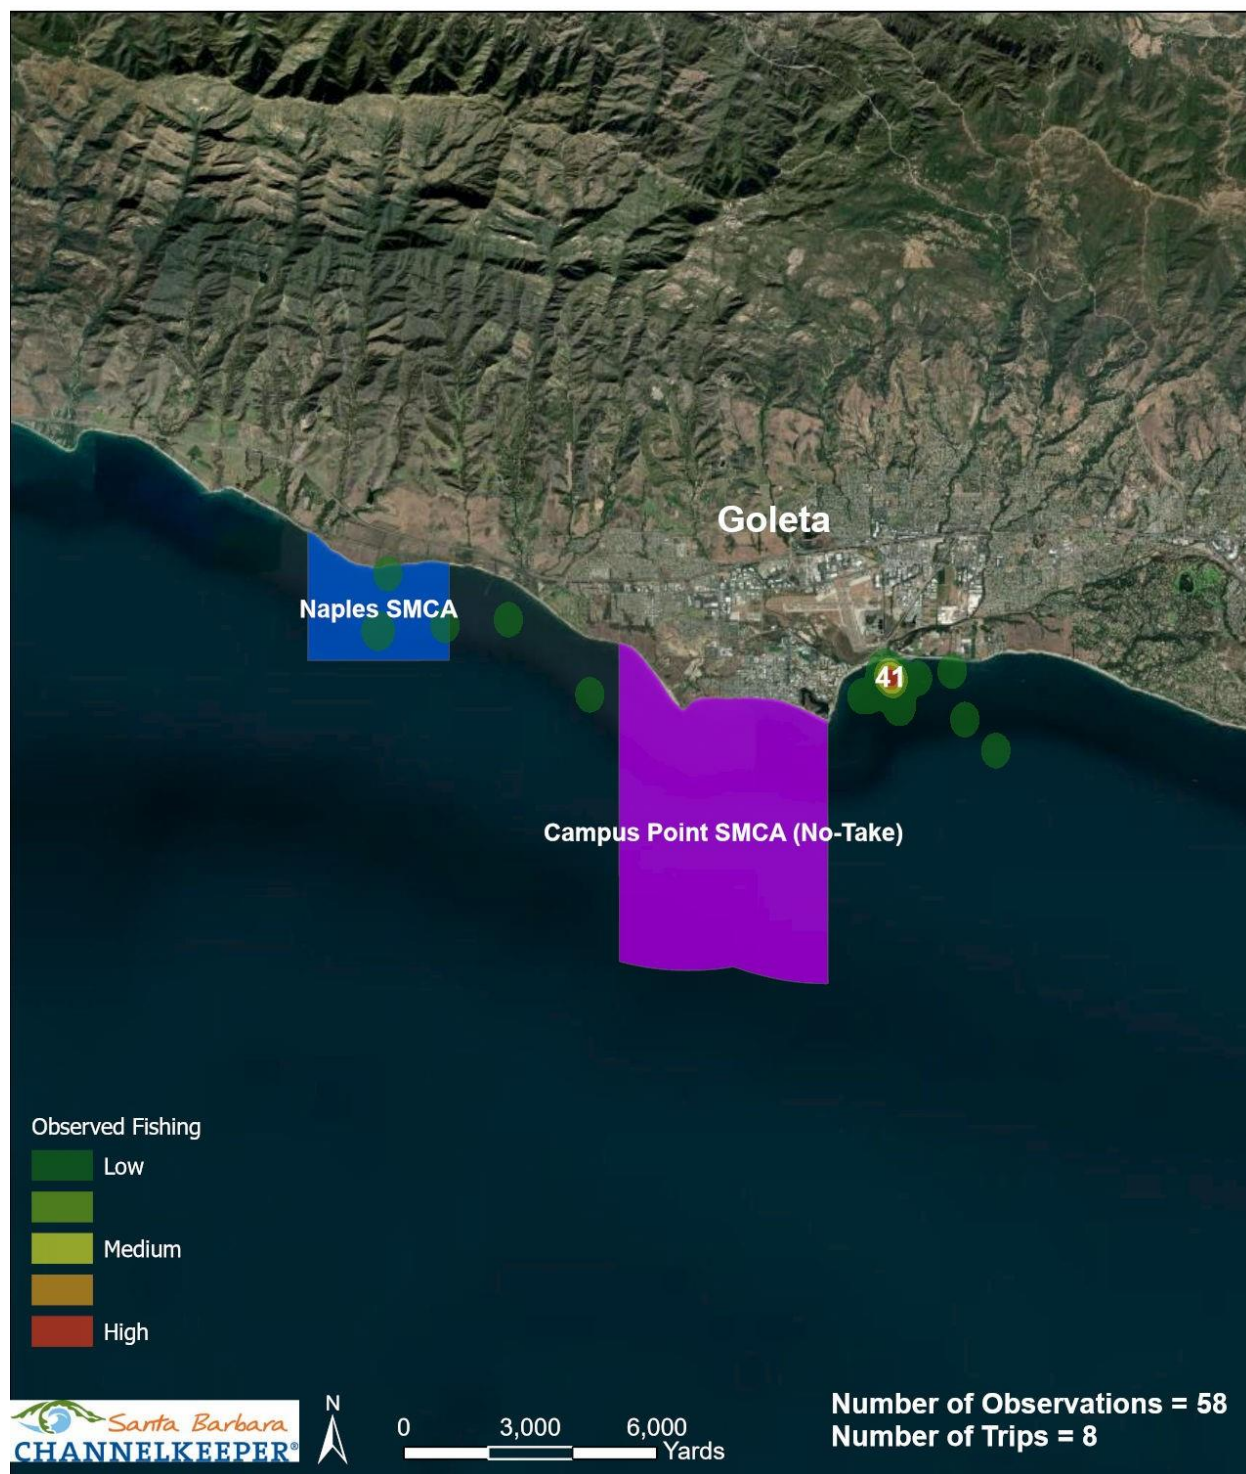 Goleta
Naples SMCA
41
Campus Point SMCA (No-Take)
Observed Fishing
Low
Medium
High
Santa Barbara
CHANNELKEEPER®
N
0 3,000 6,000
Yards
Number of Observations = 58
Number of Trips = 8